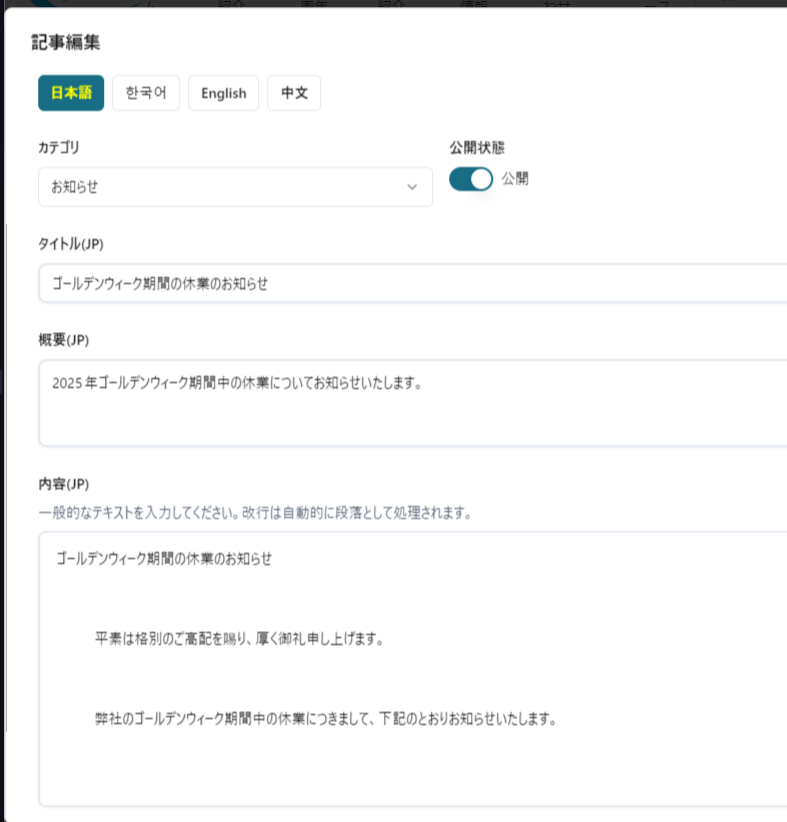 記事編集
日本語 한국어 English 中文
カテゴリ 公開状態
お知らせ 公開
タイトル(JP)
ゴールデンウィーク期間の休業のお知らせ
概要(JP)
2025年ゴールデンウィーク期間中の休業についてお知らせいたします。
内容(JP)
一般的なテキストを入力してください。改行は自動的に段落として処理されます。
ゴールデンウィーク期間の休業のお知らせ
平素は格別のご高配を賜り、厚く御礼申し上げます。
弊社のゴールデンウィーク期間中の休業につきまして、下記のとおりお知らせいたします。